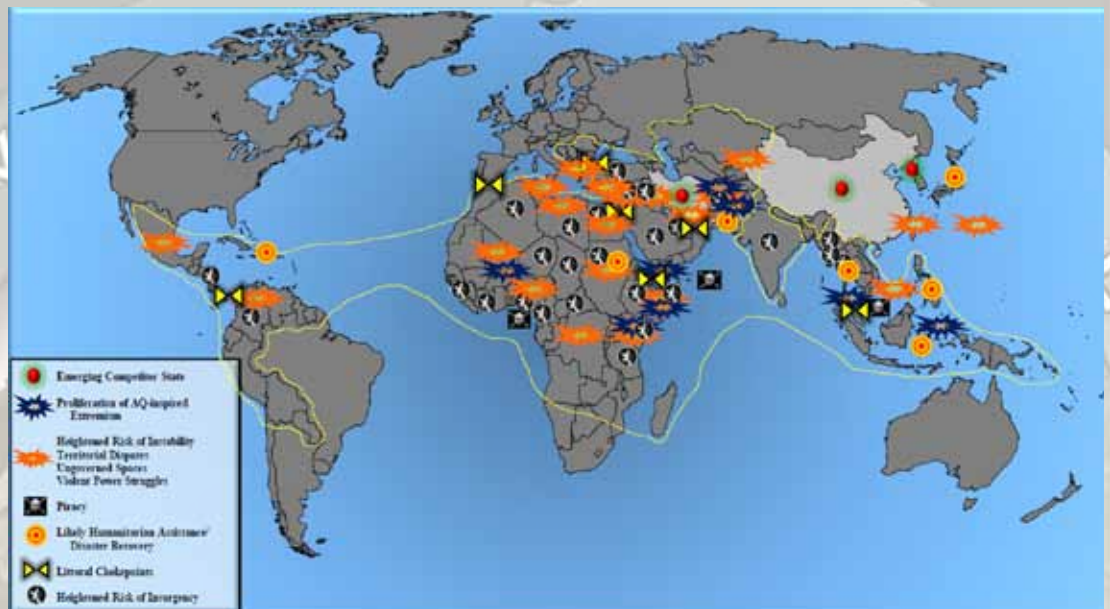 Emerging Competitor State
Proliferation of AQ-inspired
Extremism
Heightened Risk of Instability
Territorial Disputes
Ungoverned Spaces
Violent Power Struggles
Piracy
Likely Humanitarian Assistance/
Disaster Recovery
Littoral Chokepoints
Heightened Risk of Insurgency